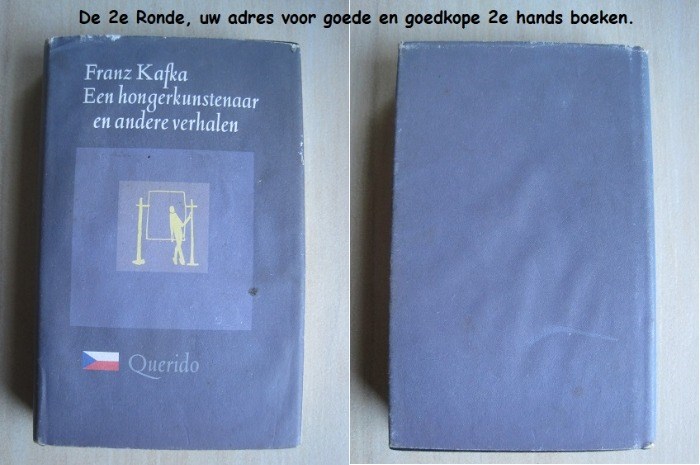 De 2e Ronde, uw adres voor goede en goedkope 2e hands boeken.
Franz Kafka
Een hongerkunstenaar
en andere verhalen
Querido